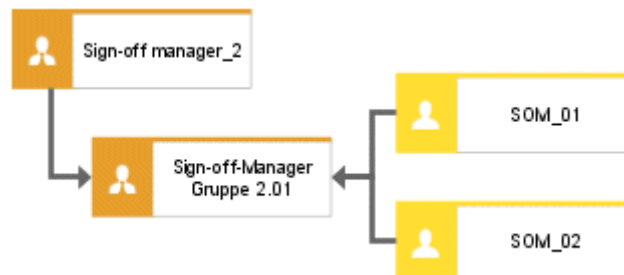 Sign-off manager_2
SOM_01
Sign-off-Manager
Gruppe 2.01
SOM_02